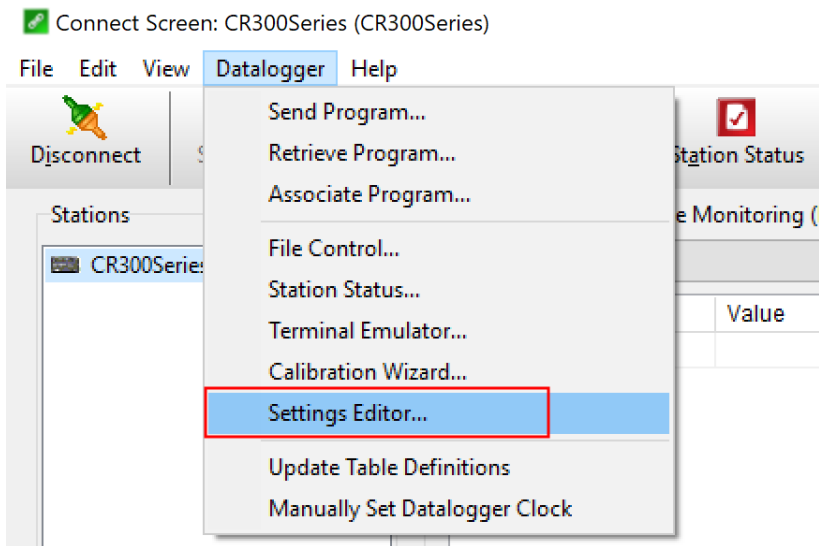 Connect Screen: CR300Series (CR300Series)
File Edit View Datalogger Help
Disconnect
Station Status
Send Program...
Retrieve Program...
Associate Program...
File Control...
Station Status...
Terminal Emulator...
Calibration Wizard...
Settings Editor...
Update Table Definitions
Manually Set Datalogger Clock
Stations
CR300Series
Monitoring (
Value